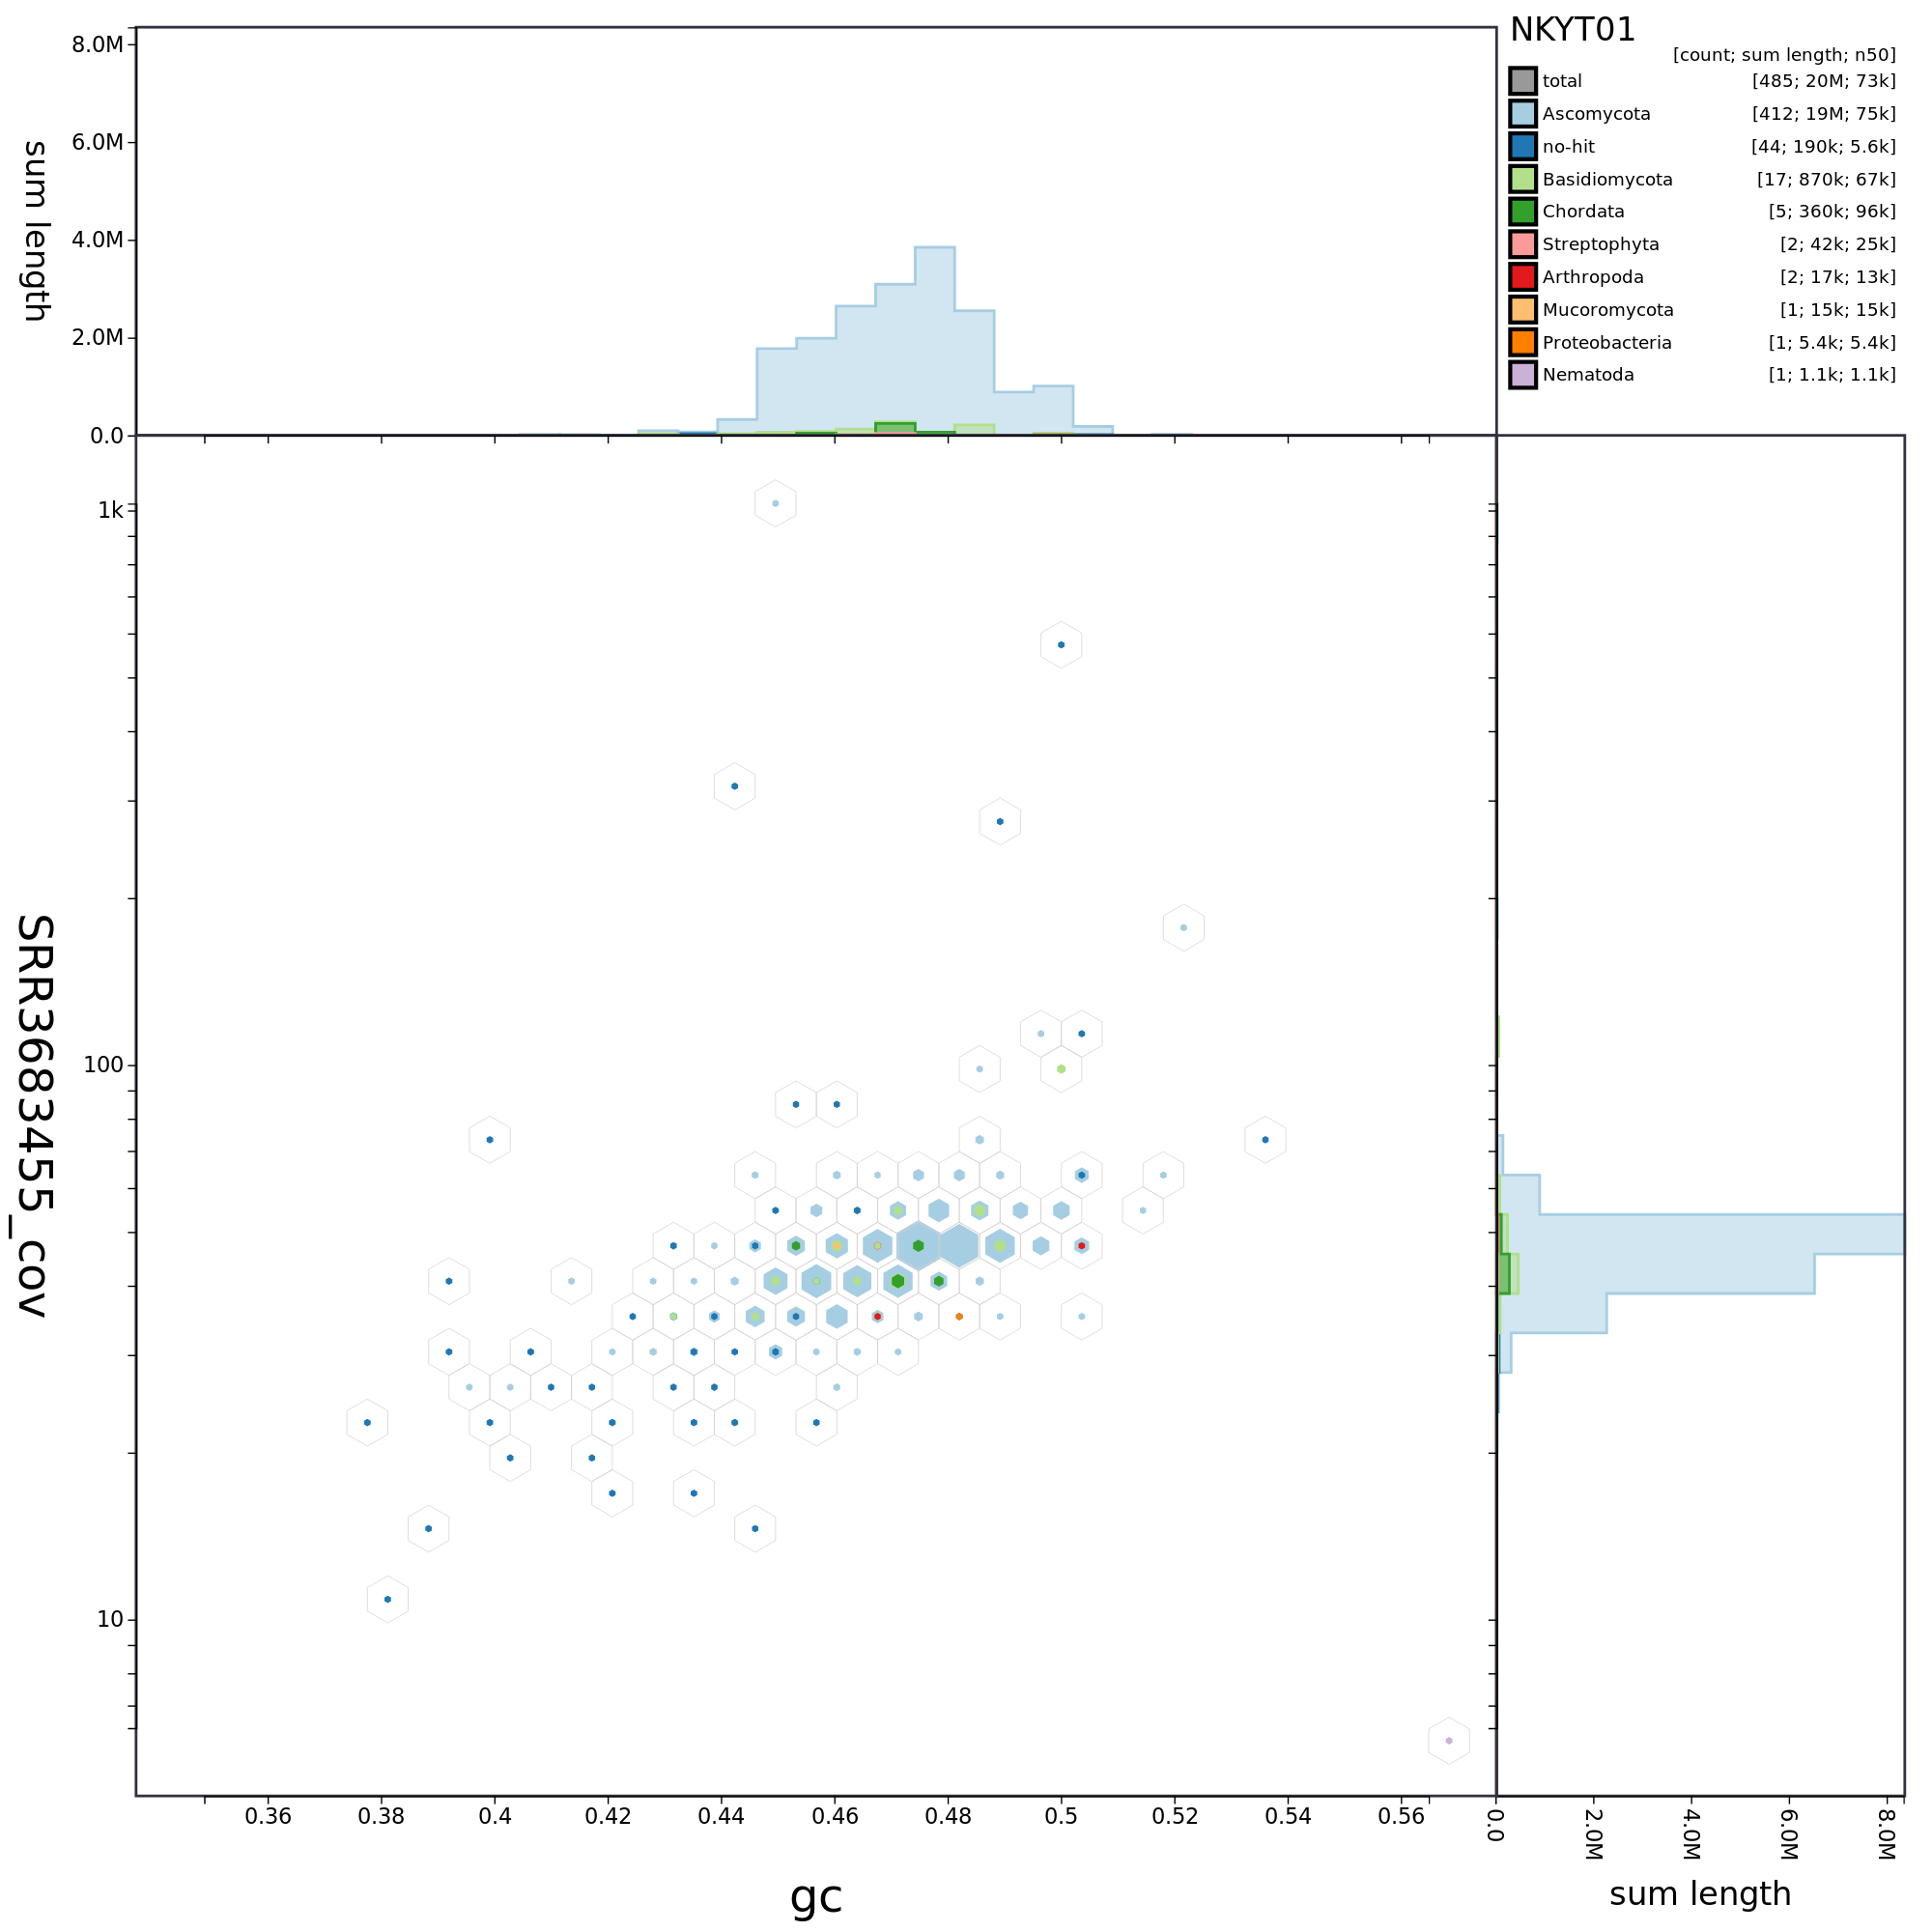 NKYT01
[count; sum length; n50]
total [485; 20M; 73k]
Ascomycota [412; 19M; 75k]
no-hit [44; 190k; 5.6k]
Basidiomycota [17; 870k; 67k]
Chordata [5; 360k; 96k]
Streptophyta [2; 42k; 25k]
Arthropoda [2; 17k; 13k]
Mucoromycota [1; 15k; 15k]
Proteobacteria [1; 5.4k; 5.4k]
Nematoda [1; 1.1k; 1.1k]
sum length
8.0M
6.0M
4.0M
2.0M
0.0
SRR3683455_cov
1k
100
10
0.36 0.38 0.4 0.42 0.44 0.46 0.48 0.5 0.52 0.54 0.56
gc
0.0 2.0M 4.0M 6.0M 8.0M
sum length